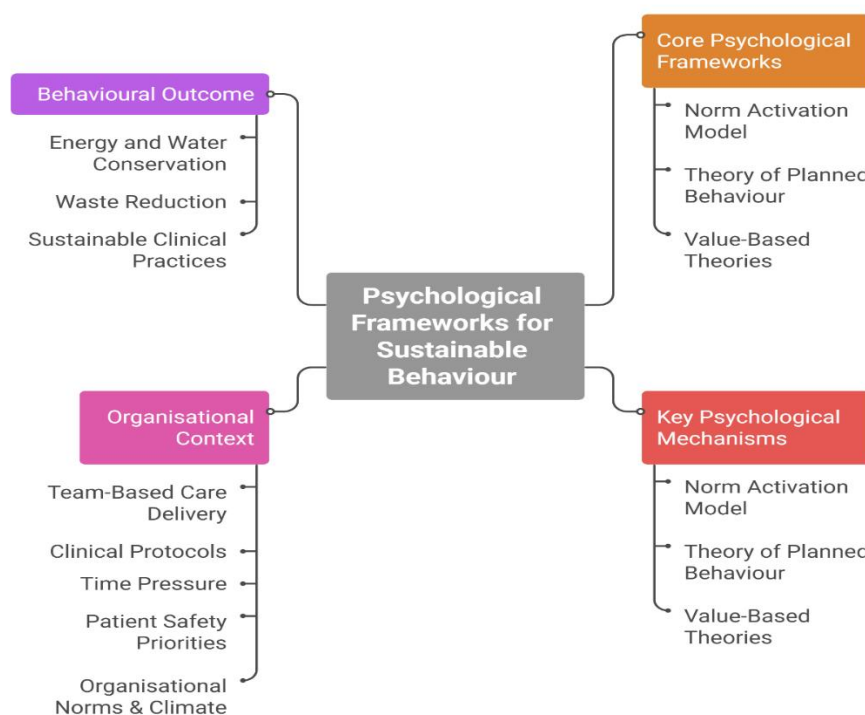 Psychological
Frameworks for
Sustainable
Behaviour
Behavioural Outcome
Energy and Water
Conservation
Waste Reduction
Sustainable Clinical
Practices
Organisational
Context
Team-Based Care
Delivery
Clinical Protocols
Time Pressure
Patient Safety
Priorities
Organisational
Norms & Climate
Core Psychological
Frameworks
Norm Activation
Model
Theory of Planned
Behaviour
Value-Based
Theories
Key Psychological
Mechanisms
Norm Activation
Model
Theory of Planned
Behaviour
Value-Based
Theories